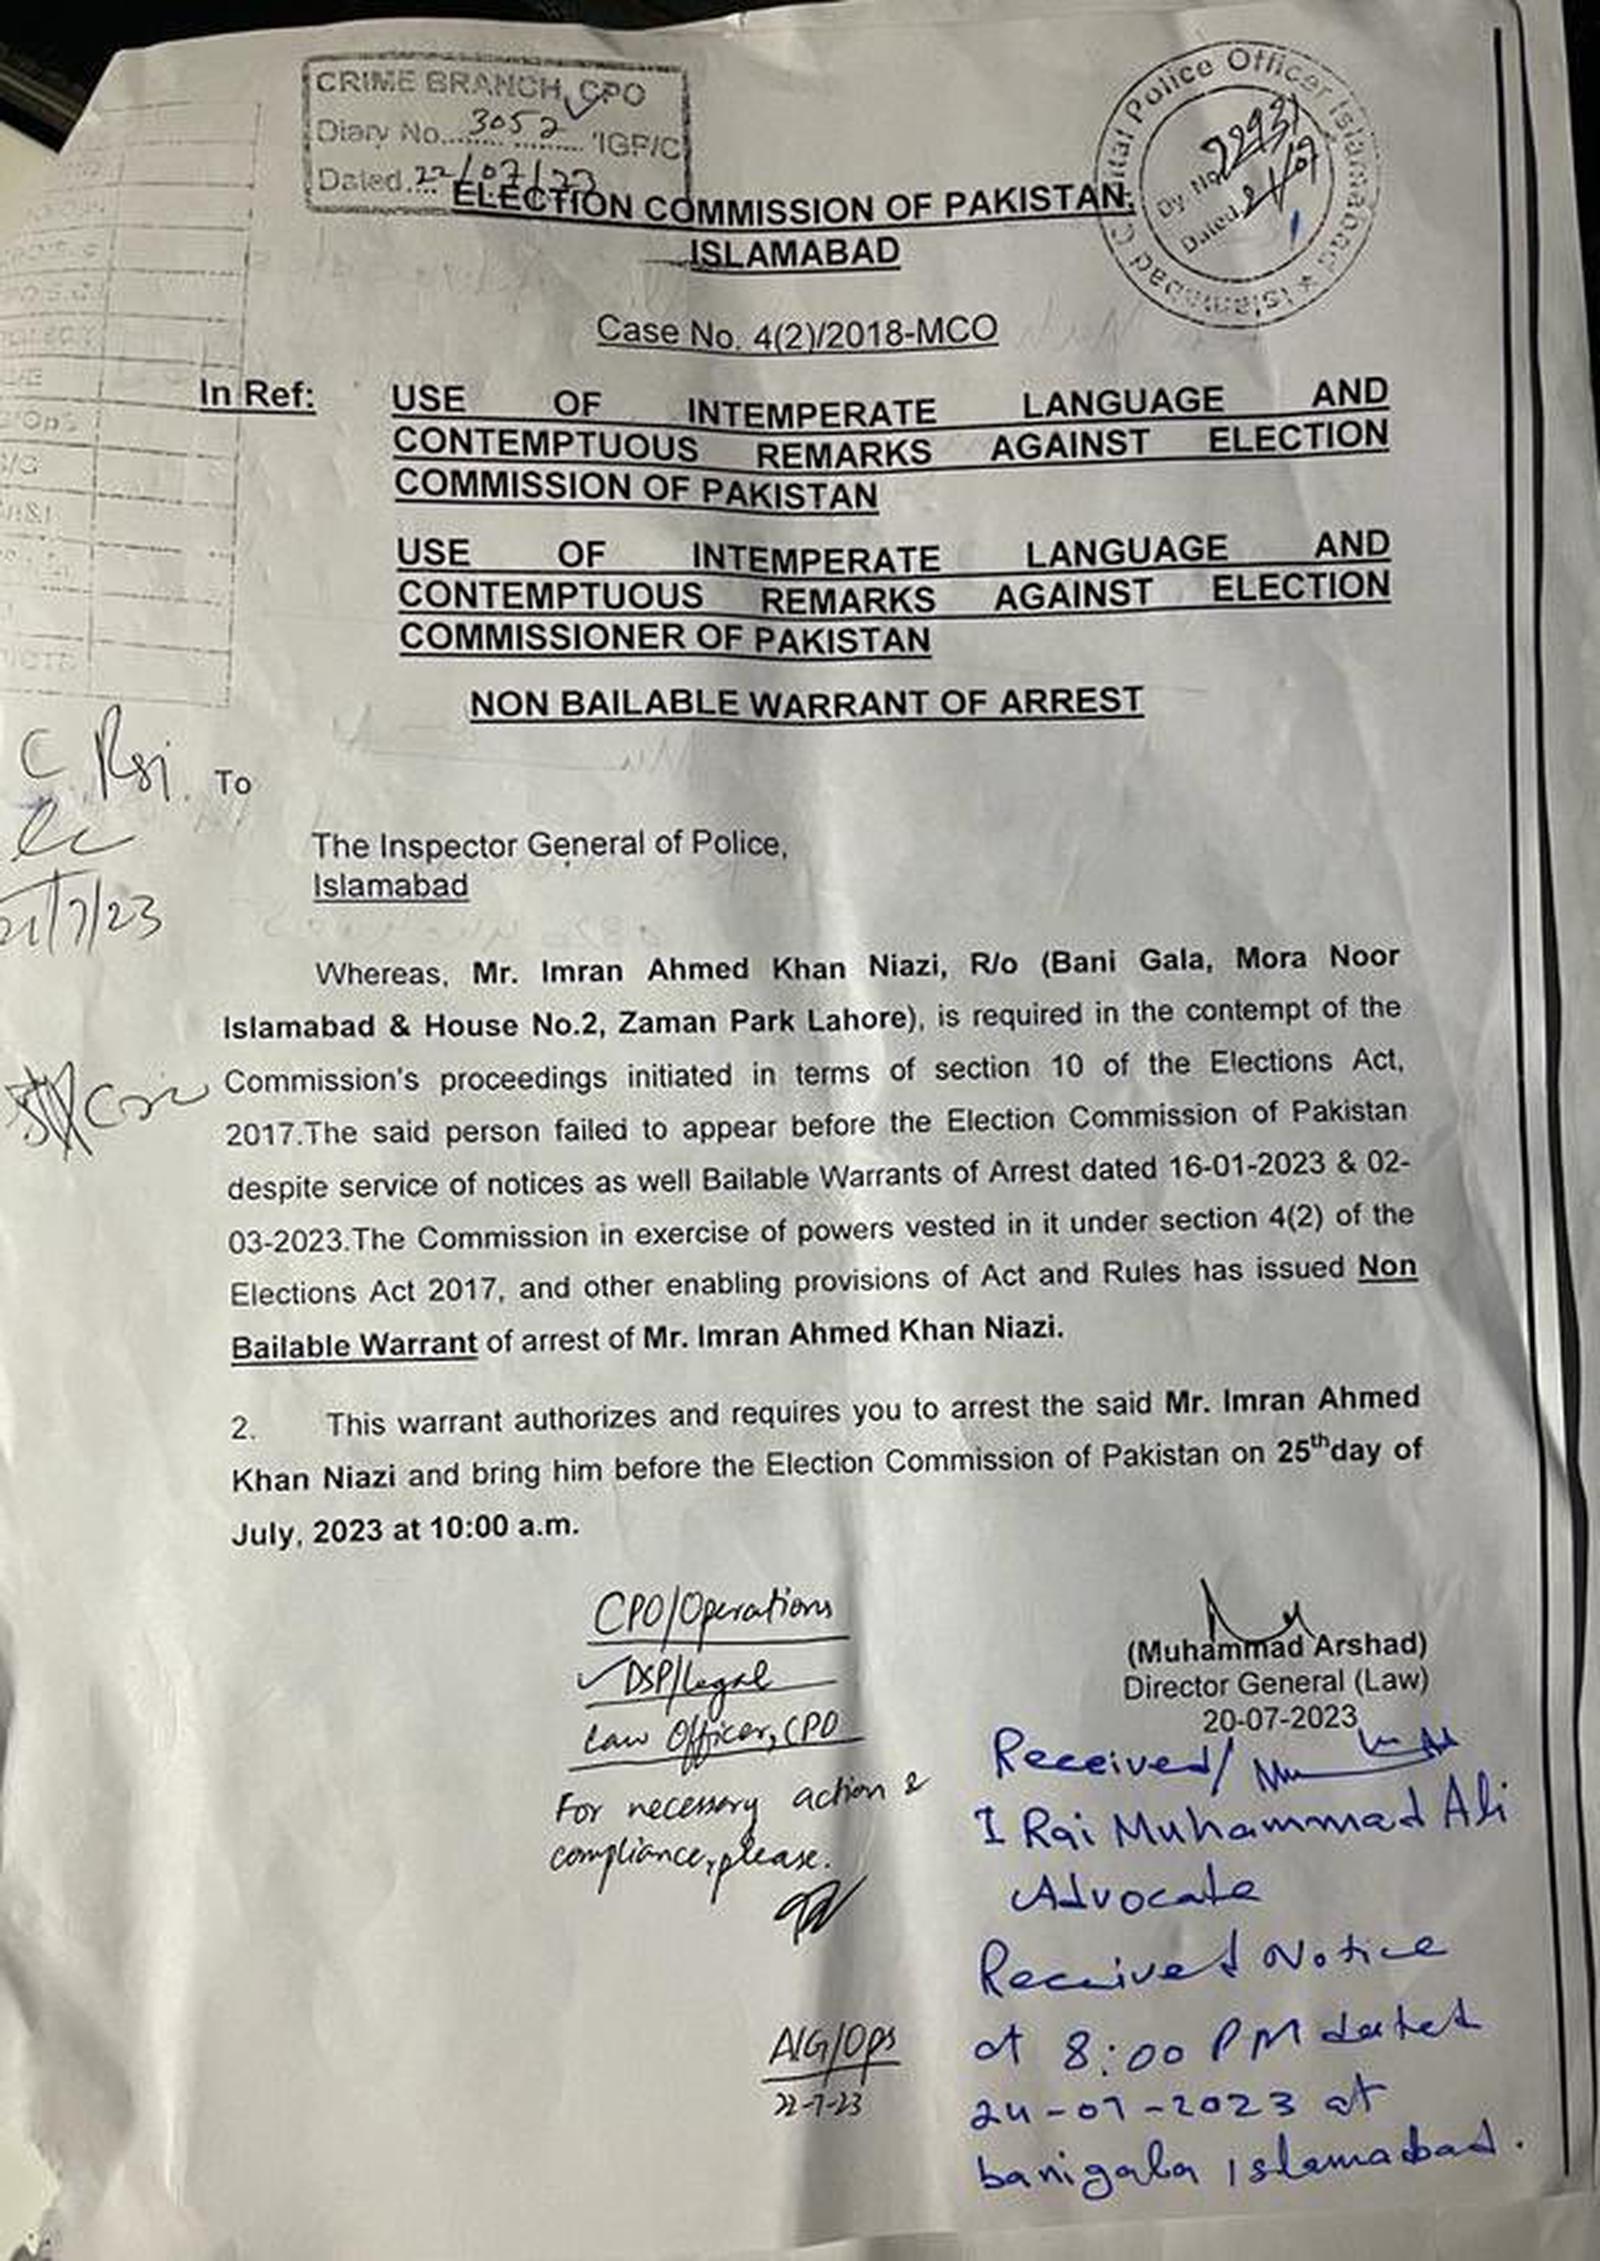 CRIME BRANCH, CPO
Diary No. 3052 IGP/C
Dated. 22/07/23
Capital Police Officer Islamabad * Islamabad
Dy. No.
Dated
ELECTION COMMISSION OF PAKISTAN,
ISLAMABAD
Case No. 4(2)/2018-MCO
In Ref: USE OF INTEMPERATE LANGUAGE AND
CONTEMPTUOUS REMARKS AGAINST ELECTION
COMMISSION OF PAKISTAN
USE OF INTEMPERATE LANGUAGE AND
CONTEMPTUOUS REMARKS AGAINST ELECTION
COMMISSIONER OF PAKISTAN
NON BAILABLE WARRANT OF ARREST
To
The Inspector General of Police,
Islamabad
21/7/23
Whereas, Mr. Imran Ahmed Khan Niazi, R/o (Bani Gala, Mora Noor
Islamabad & House No.2, Zaman Park Lahore), is required in the contempt of the
Commission's proceedings initiated in terms of section 10 of the Elections Act,
2017.The said person failed to appear before the Election Commission of Pakistan
despite service of notices as well Bailable Warrants of Arrest dated 16-01-2023 & 02-
03-2023.The Commission in exercise of powers vested in it under section 4(2) of the
Elections Act 2017, and other enabling provisions of Act and Rules has issued Non
Bailable Warrant of arrest of Mr. Imran Ahmed Khan Niazi.
2. This warrant authorizes and requires you to arrest the said Mr. Imran Ahmed
Khan Niazi and bring him before the Election Commission of Pakistan on 25th day of
July, 2023 at 10:00 a.m.
(Muhammad Arshad)
Director General (Law)
20-07-2023
CPO/Operations
DSP/Legal
Law Officer, CPO
For necessary action &
compliance, please.
AIG/Ops
22-7-23
Received/
I Rai Muhammad Ali
Advocate
Received Notice
at 8:00 PM dated
24-07-2023 at
banigala Islamabad.